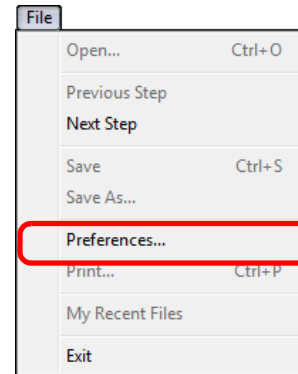 File
Open... Ctrl+O
Previous Step
Next Step
Save Ctrl+S
Save As...
Preferences...
Print... Ctrl+P
My Recent Files
Exit